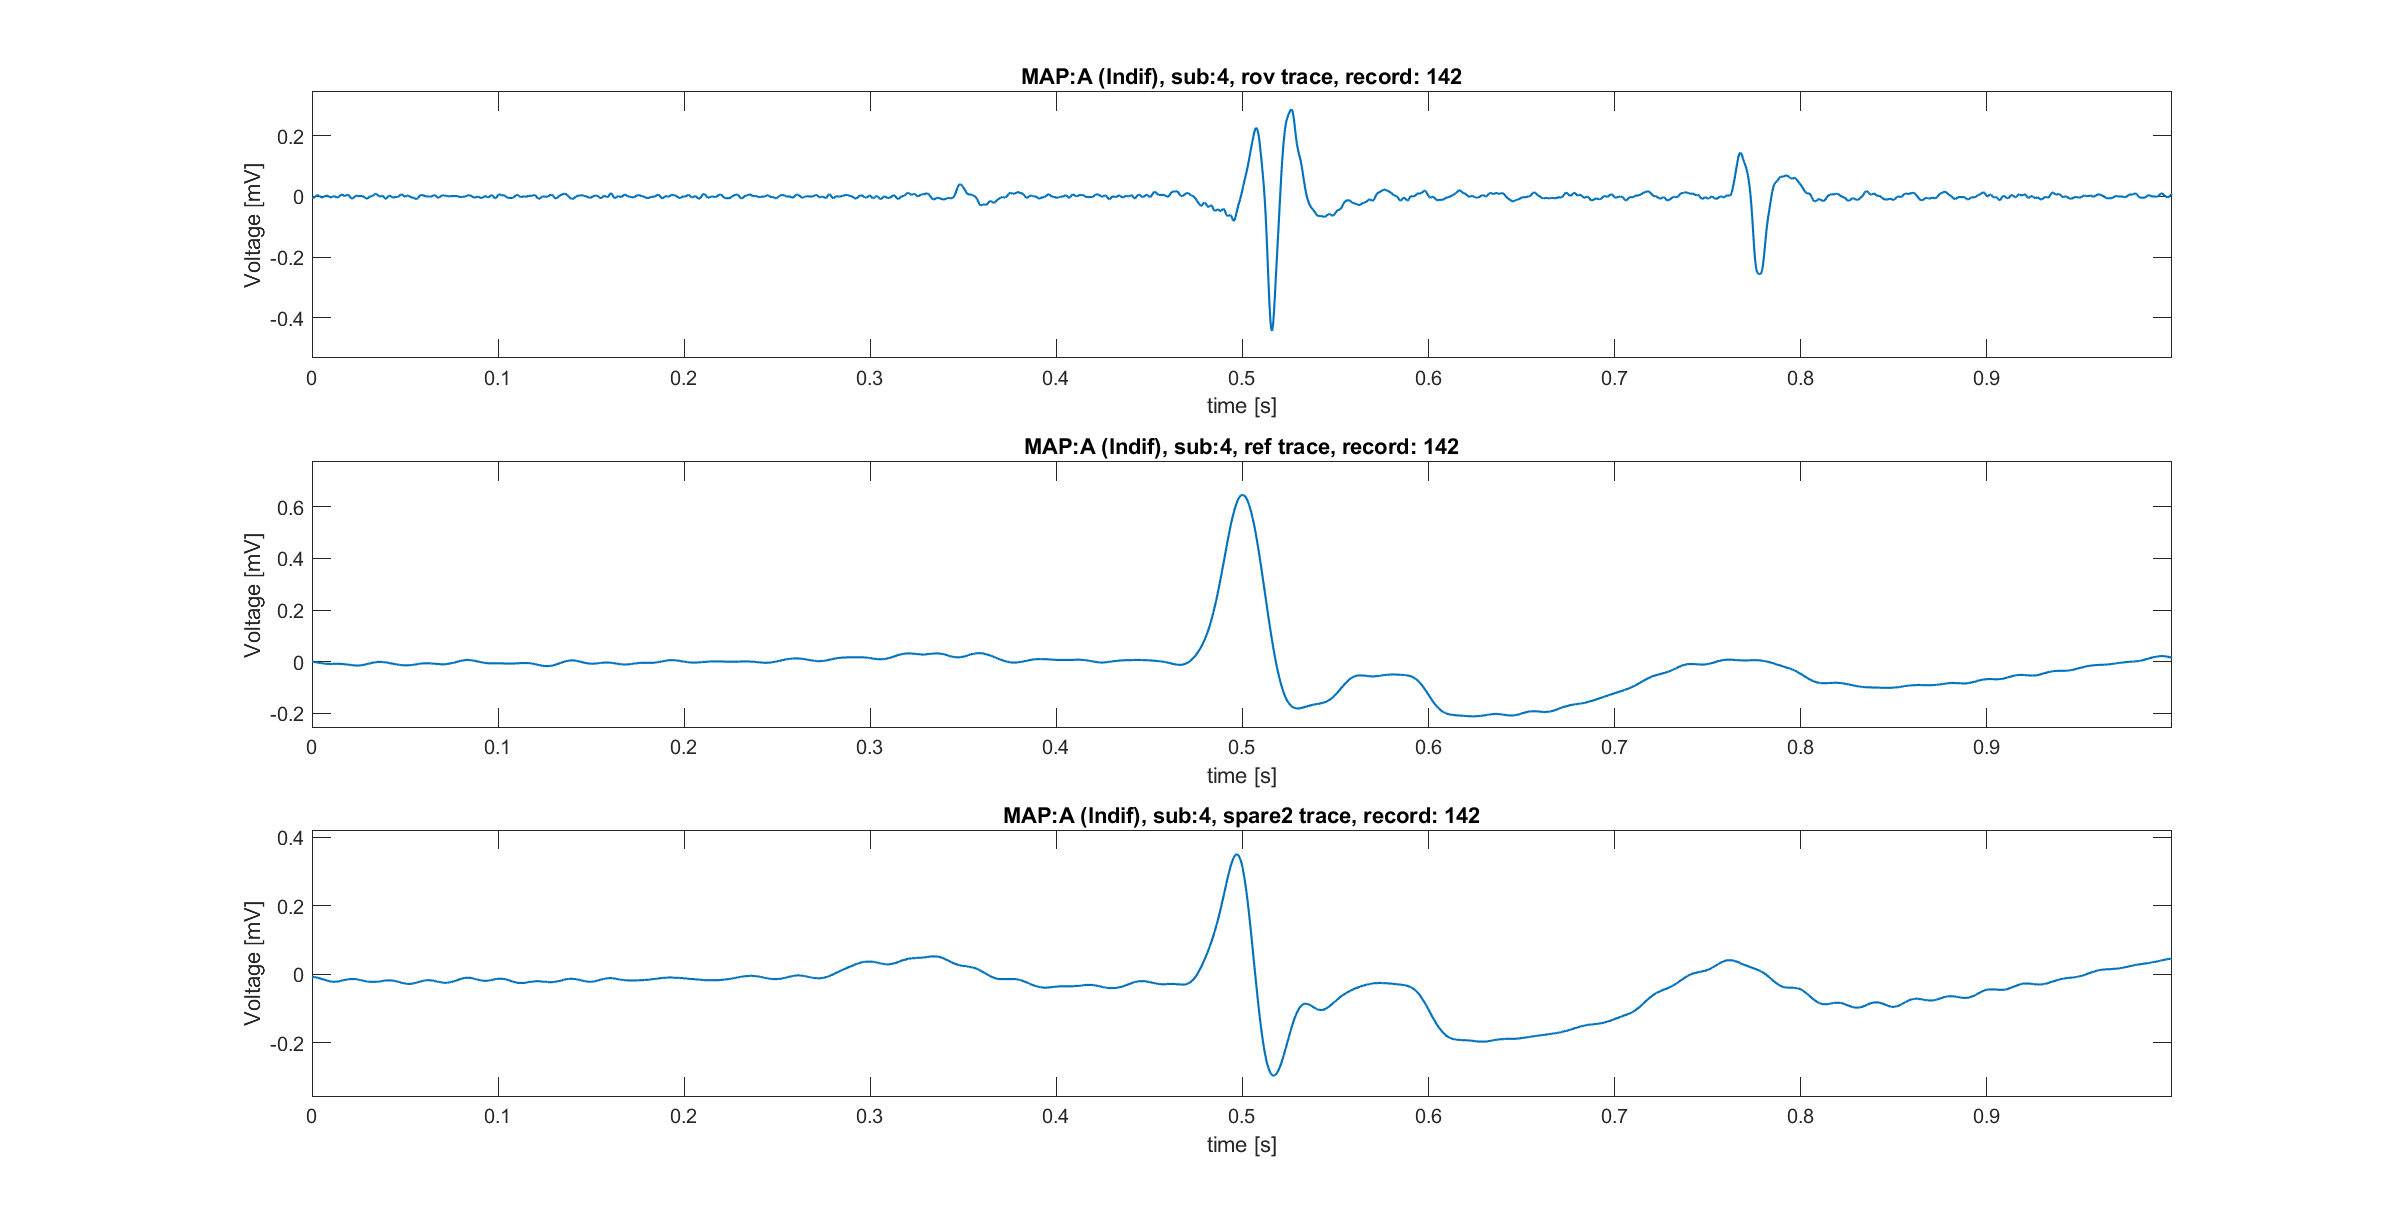 MAP:A (Indif), sub:4, rov trace, record: 142
Voltage [mV]
0.2
0
-0.2
-0.4
0 0.1 0.2 0.3 0.4 0.5 0.6 0.7 0.8 0.9
time [s]
MAP:A (Indif), sub:4, ref trace, record: 142
Voltage [mV]
0.6
0.4
0.2
0
-0.2
0 0.1 0.2 0.3 0.4 0.5 0.6 0.7 0.8 0.9
time [s]
MAP:A (Indif), sub:4, spare2 trace, record: 142
Voltage [mV]
0.4
0.2
0
-0.2
0 0.1 0.2 0.3 0.4 0.5 0.6 0.7 0.8 0.9
time [s]